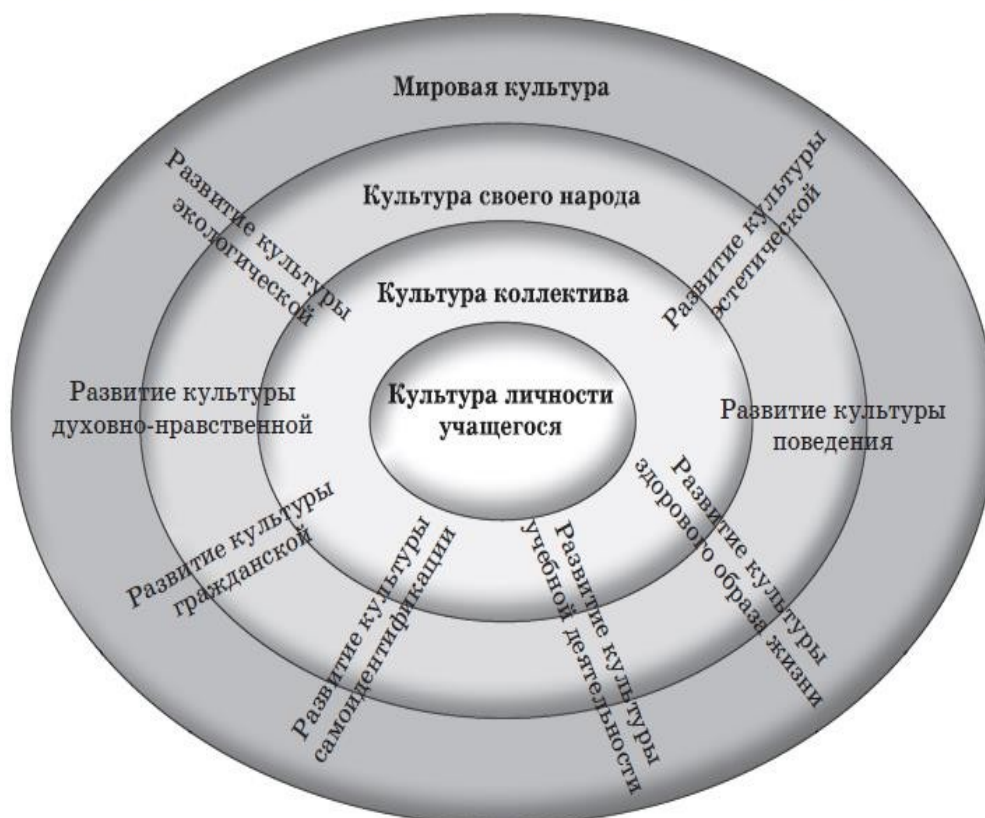 Мировая культура
Культура своего народа
Культура коллектива
Культура личности
учащегося
Развитие культуры
экологической
Развитие культуры
эстетической
Развитие культуры
духовно-нравственной
Развитие культуры
поведения
Развитие культуры
гражданской
Развитие культуры
самоидентификации
Развитие культуры
учебной деятельности
Развитие культуры
здорового образа жизни